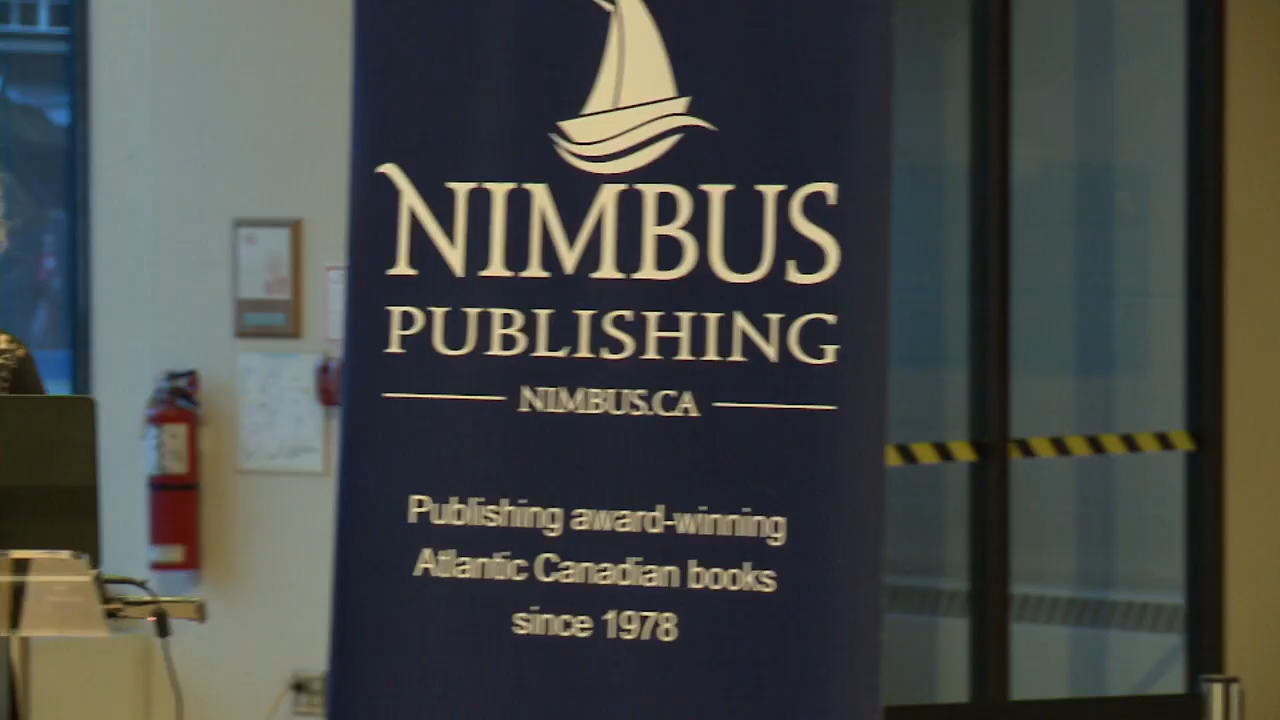 NIMBUS
PUBLISHING
NIMBUS.CA
Publishing award-winning
Atlantic Canadian books
since 1978